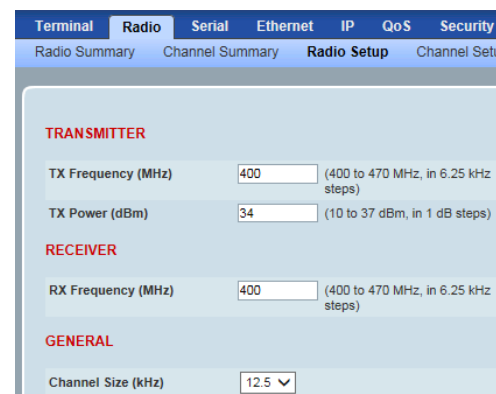 Terminal Radio Serial Ethernet IP QoS Security
Radio Summary Channel Summary Radio Setup Channel Setu
TRANSMITTER
TX Frequency (MHz) 400 (400 to 470 MHz, in 6.25 kHz
steps)
TX Power (dBm) 34 (10 to 37 dBm, in 1 dB steps)
RECEIVER
RX Frequency (MHz) 400 (400 to 470 MHz, in 6.25 kHz
steps)
GENERAL
Channel Size (kHz) 12.5